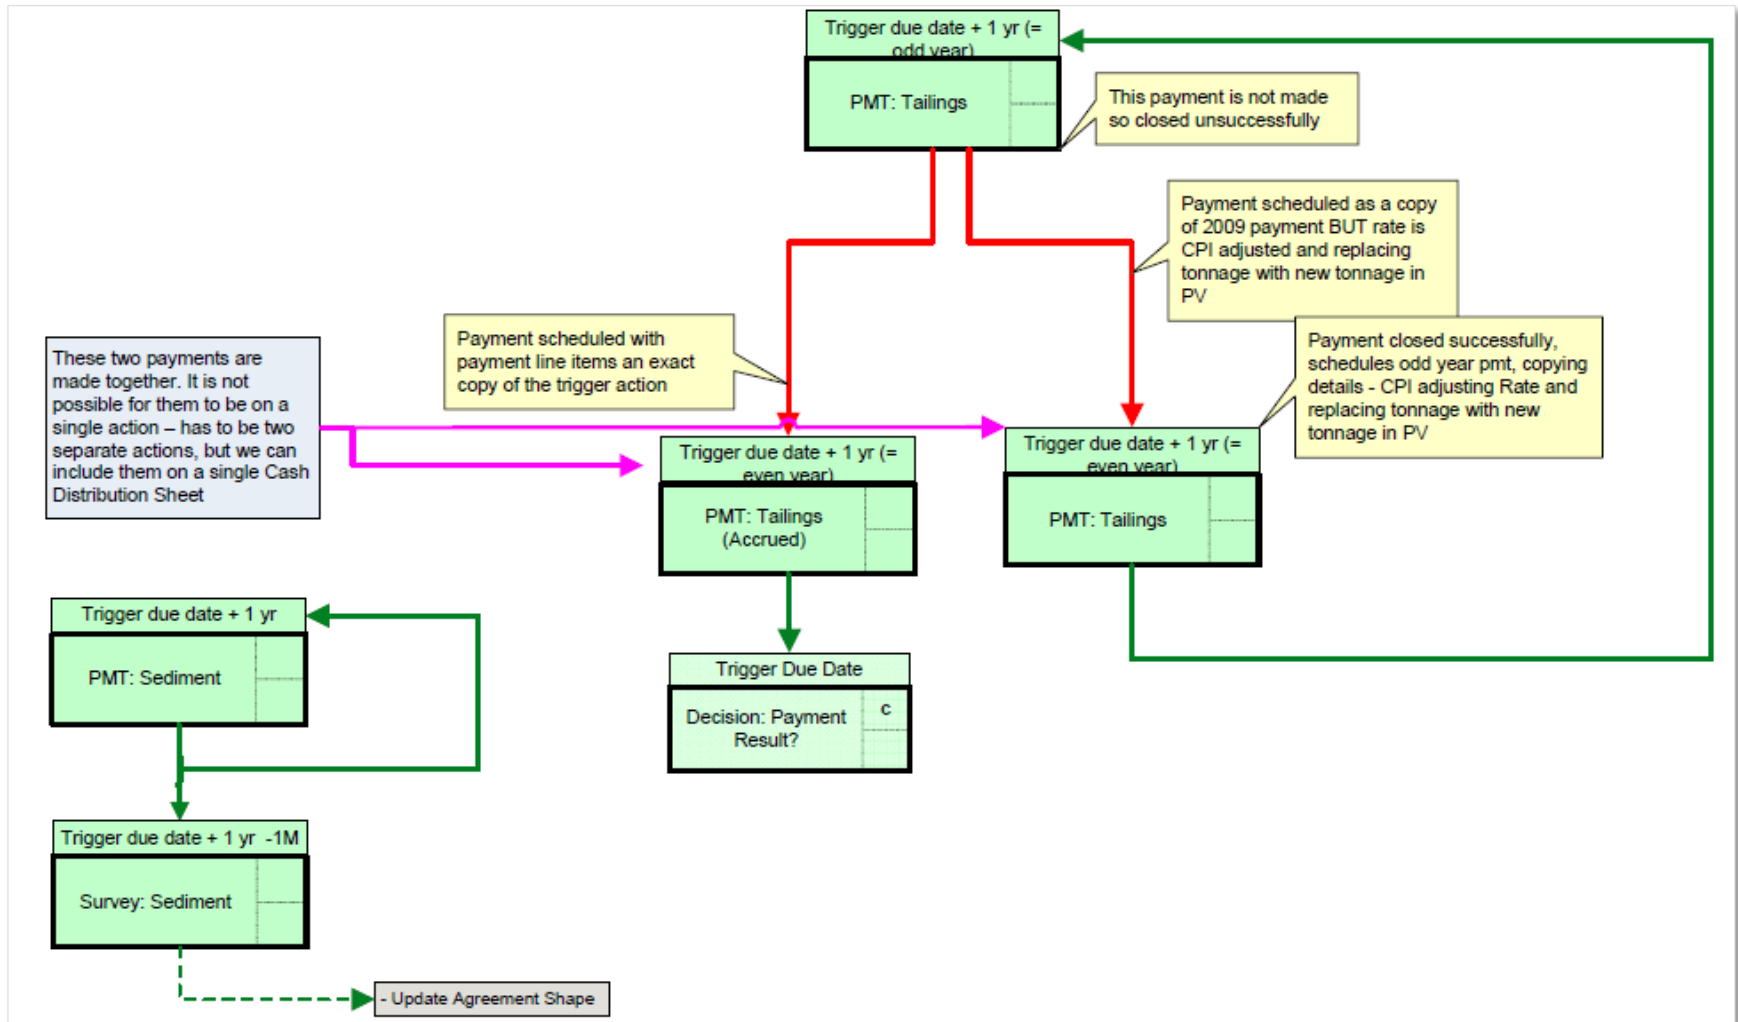 Trigger due date + 1 yr (=
odd year)
PMT: Tailings
This payment is not made
so closed unsuccessfully
Payment scheduled as a copy
of 2009 payment BUT rate is
CPI adjusted and replacing
tonnage with new tonnage in
PV
Payment scheduled with
payment line items an exact
copy of the trigger action
Payment closed successfully,
schedules odd year pmt, copying
details - CPI adjusting Rate and
replacing tonnage with new
tonnage in PV
These two payments are
made together. It is not
possible for them to be on a
single action – has to be two
separate actions, but we can
include them on a single Cash
Distribution Sheet
Trigger due date + 1 yr (=
even year)
PMT: Tailings
(Accrued)
Trigger due date + 1 yr (=
even year)
PMT: Tailings
Trigger due date + 1 yr
PMT: Sediment
Trigger Due Date
Decision: Payment
Result?
C
Trigger due date + 1 yr -1M
Survey: Sediment
- Update Agreement Shape